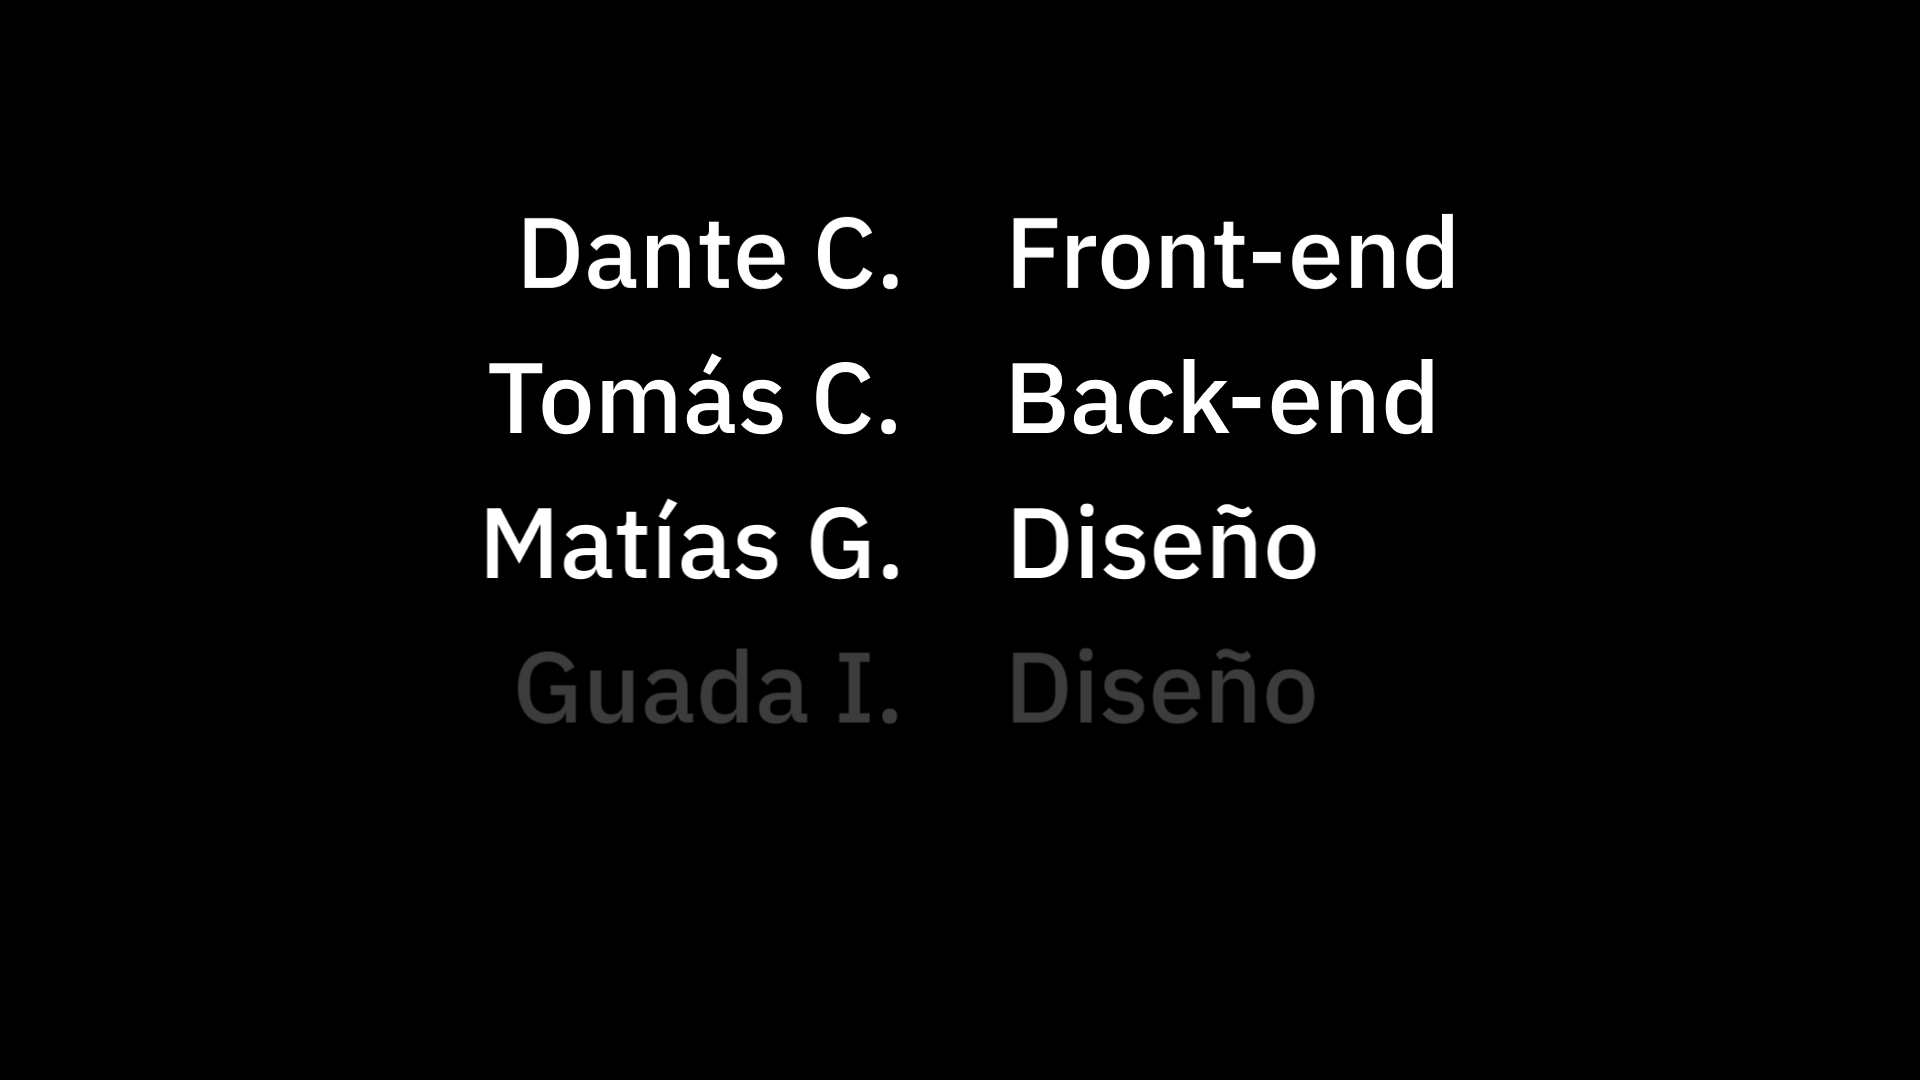 Dante C. Front-end
Tomás C. Back-end
Matías G. Diseño
Guada I. Diseño